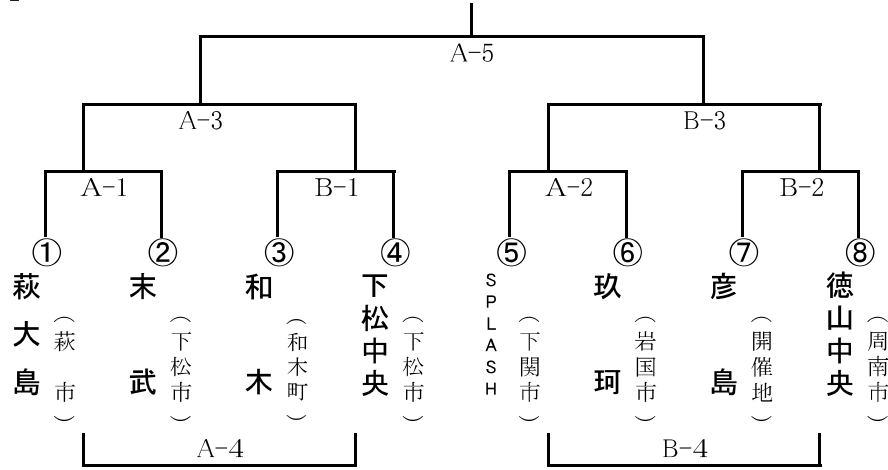 A-5
A-3
B-3
A-1
B-1
A-2
B-2
① ② ③ ④ ⑤ ⑥ ⑦ ⑧
萩大島
（萩市）
末武
（下松市）
和木
（和木町）
下松中央
（下松市）
SPLASH
（下関市）
玖珂
（岩国市）
彦島
（開催地）
徳山中央
（周南市）
A-4
B-4